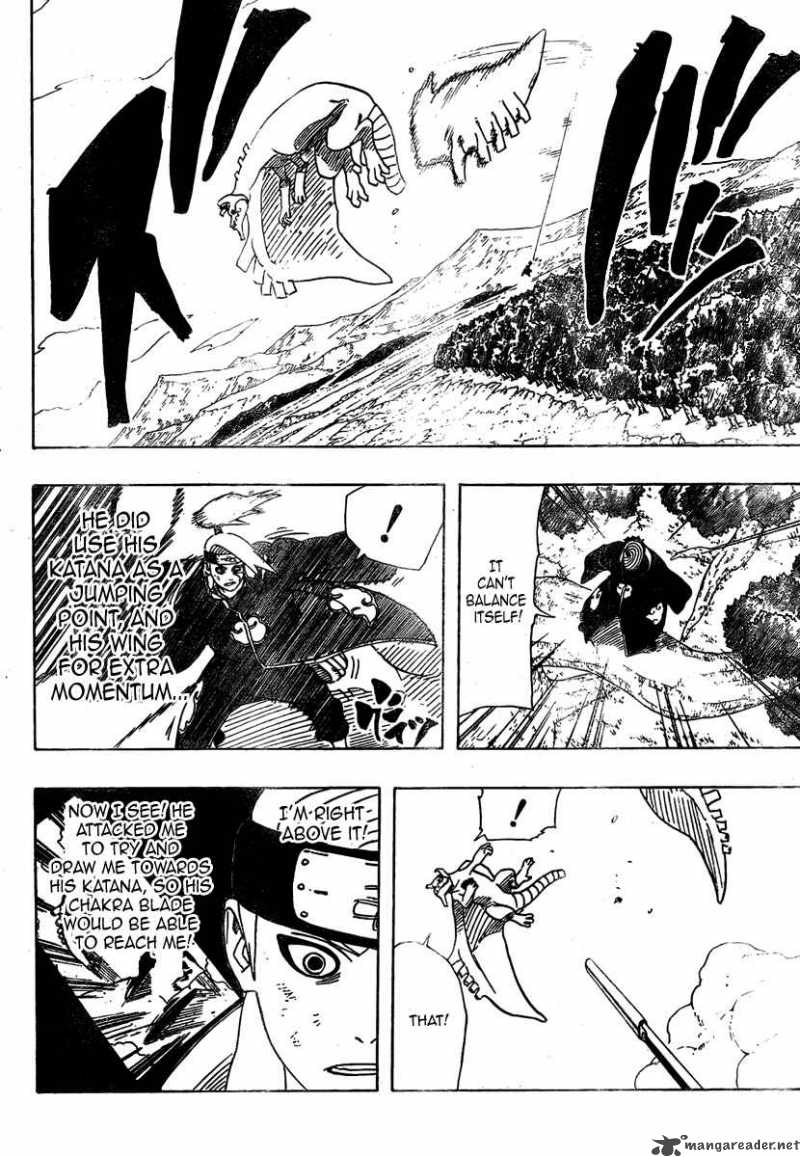 IT
CAN'T
BALANCE
ITSELF!
!
HE DID
USE HIS
KATANA AS A
JUMPING
POINT, AND
HIS WING
FOR EXTRA
MOMENTUM...
!
THAT!
I'M RIGHT
ABOVE IT!
NOW I SEE! HE
ATTACKED ME
TO TRY AND
DRAW ME TOWARDS
HIS KATANA, SO HIS
CHAKRA BLADE
WOULD BE ABLE
TO REACH ME!
mangareader.net